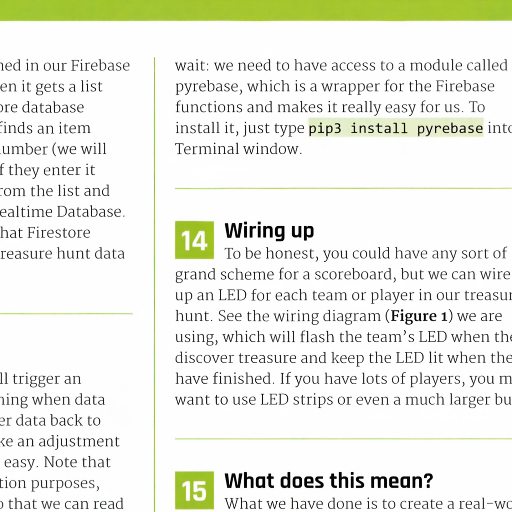 ned in our Firebase
en it gets a list
ore database
finds an item
umber (we will
f they enter it
rom the list and
ealtime Database.
hat Firestore
reasure hunt data
ll trigger an
ning when data
er data back to
ke an adjustment
easy. Note that
tion purposes,
o that we can read
wait: we need to have access to a module called
pyrebase, which is a wrapper for the Firebase
functions and makes it really easy for us. To
install it, just type pip3 install pyrebase into
Terminal window.
14 Wiring up
To be honest, you could have any sort of
grand scheme for a scoreboard, but we can wire
up an LED for each team or player in our treasur
hunt. See the wiring diagram (Figure 1) we are
using, which will flash the team's LED when the
discover treasure and keep the LED lit when the
have finished. If you have lots of players, you m
want to use LED strips or even a much larger bu
15 What does this mean?
What we have done is to create a real-wo